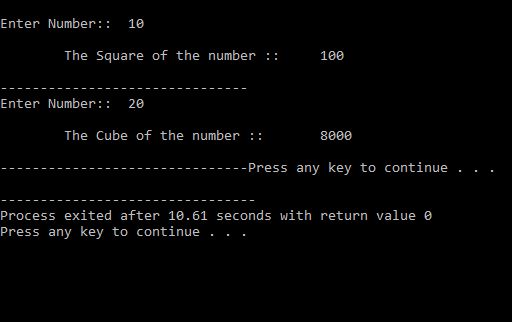 Enter Number::  10
The Square of the number ::     100
-------------------------------
Enter Number::  20
The Cube of the number ::       8000
-------------------------------Press any key to continue . . .
--------------------------------
Process exited after 10.61 seconds with return value 0
Press any key to continue . . .